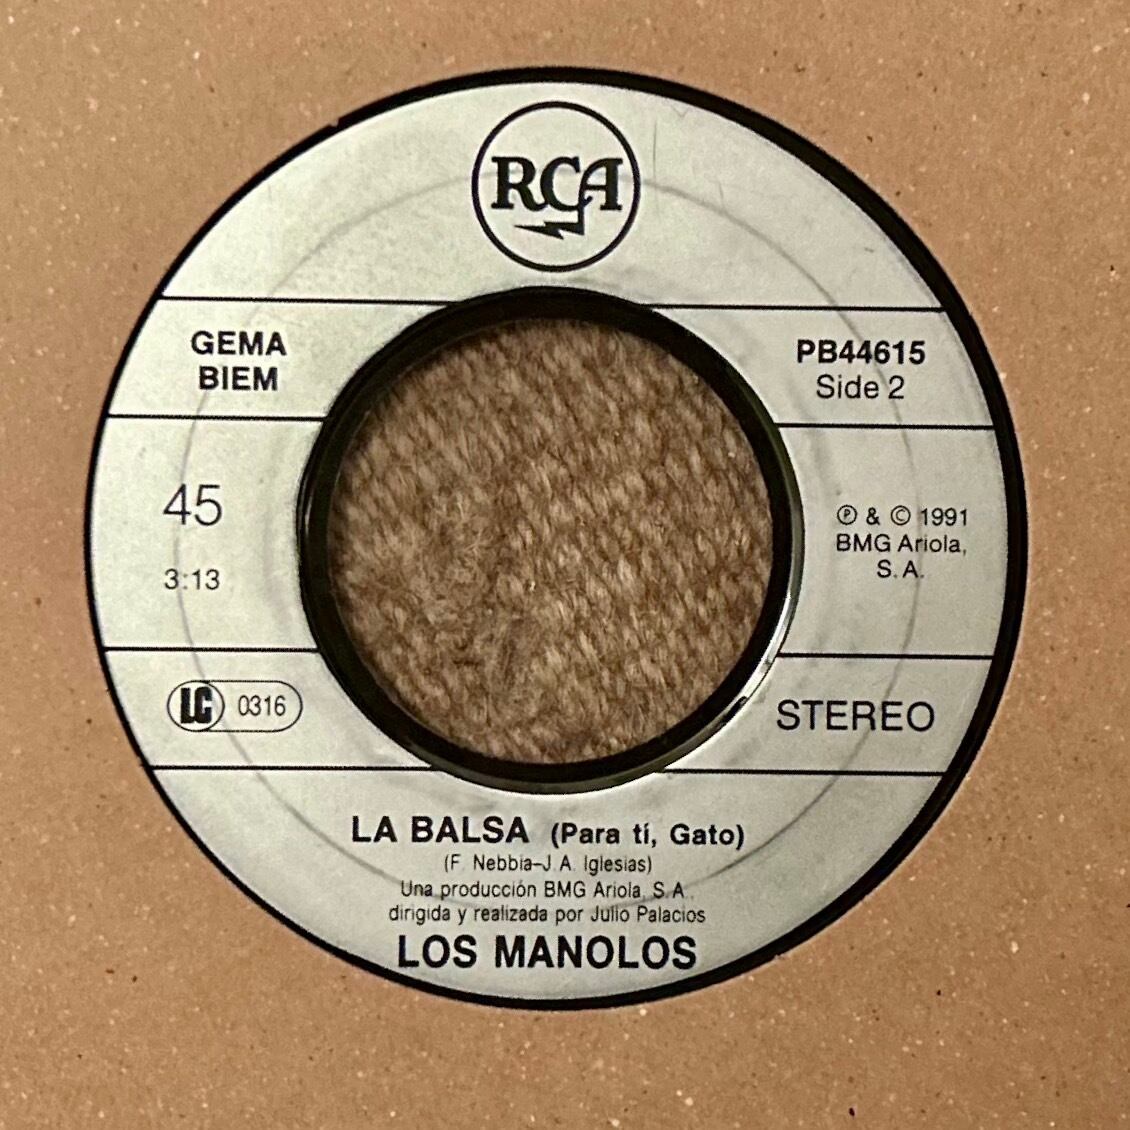 RCA
GEMA
BIEM
PB44615
Side 2
45
3:13
℗ & © 1991
BMG Ariola,
S.A.
LC 0316
STEREO
LA BALSA (Para tí, Gato)
(F. Nebbia-J.A. Iglesias)
Una producción BMG Ariola, S.A.,
dirigida y realizada por Julio Palacios
LOS MANOLOS